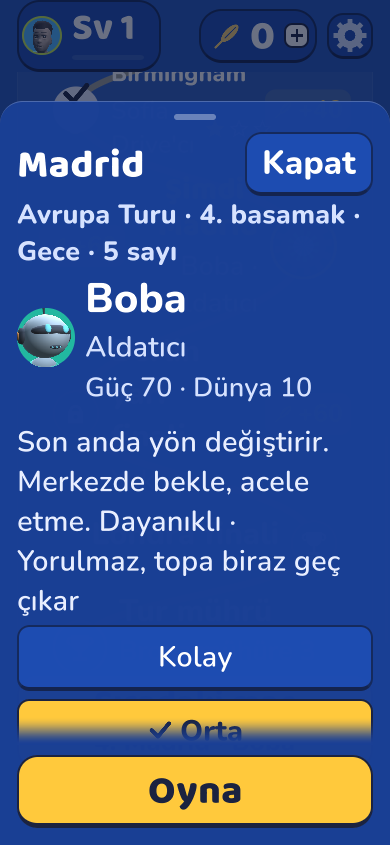 Sv 1
0
Birmingham
Madrid
Kapat
Avrupa Turu · 4. basamak ·
Gece · 5 sayı
Boba
Aldatıcı
Güç 70 · Dünya 10
Son anda yön değiştirir.
Merkezde bekle, acele
etme. Dayanıklı ·
Yorulmaz, topa biraz geç
çıkar
Kolay
Orta
Oyna